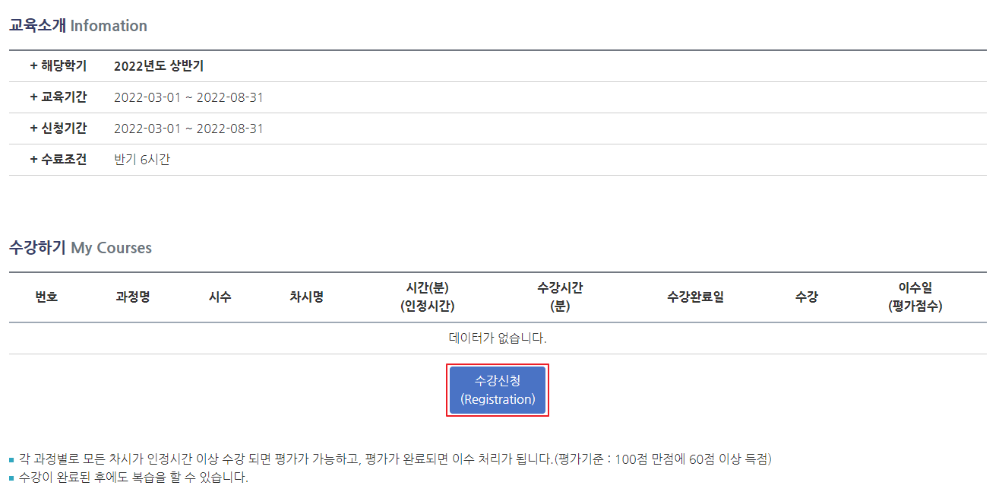 교육소개 Infomation
+ 해당학기 2022년도 상반기
+ 교육기간 2022-03-01 ~ 2022-08-31
+ 신청기간 2022-03-01 ~ 2022-08-31
+ 수료조건 반기 6시간
수강하기 My Courses
번호 과정명 시수 차시명 시간(분) (인정시간) 수강시간 (분) 수강완료일 수강 이수일 (평가점수)
데이터가 없습니다.
수강신청
(Registration)
각 과정별로 모든 차시가 인정시간 이상 수강 되면 평가가 가능하고, 평가가 완료되면 이수 처리가 됩니다.(평가기준 : 100점 만점에 60점 이상 득점)
수강이 완료된 후에도 복습을 할 수 있습니다.